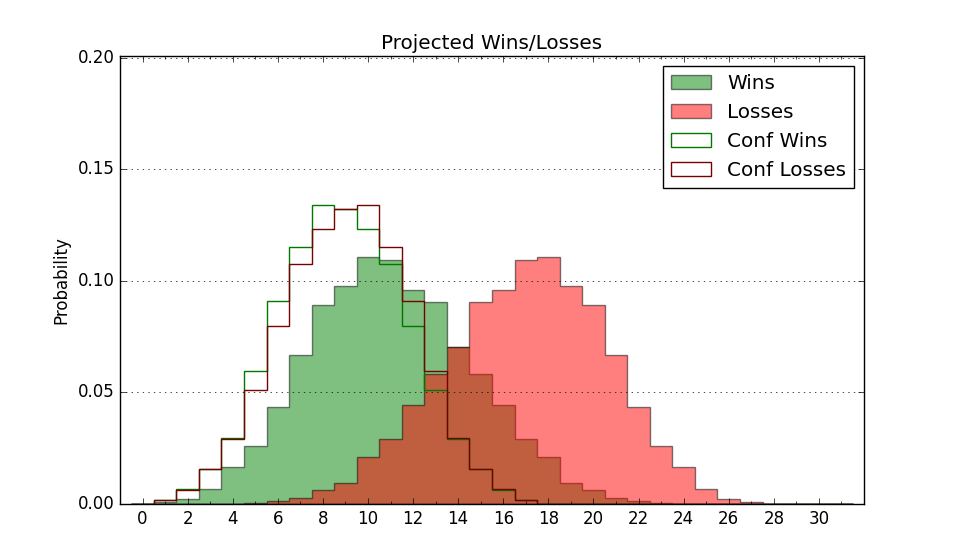 Projected Wins/Losses
0.20
0.15
0.10
0.05
0.00
Probability
Wins
Losses
Conf Wins
Conf Losses
0 2 4 6 8 10 12 14 16 18 20 22 24 26 28 30